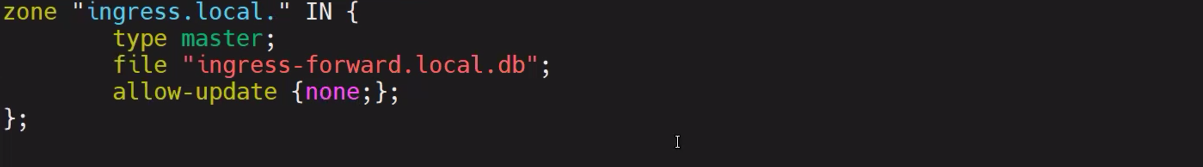 zone "ingress.local." IN {
        type master;
        file "ingress-forward.local.db";
        allow-update {none;};
};